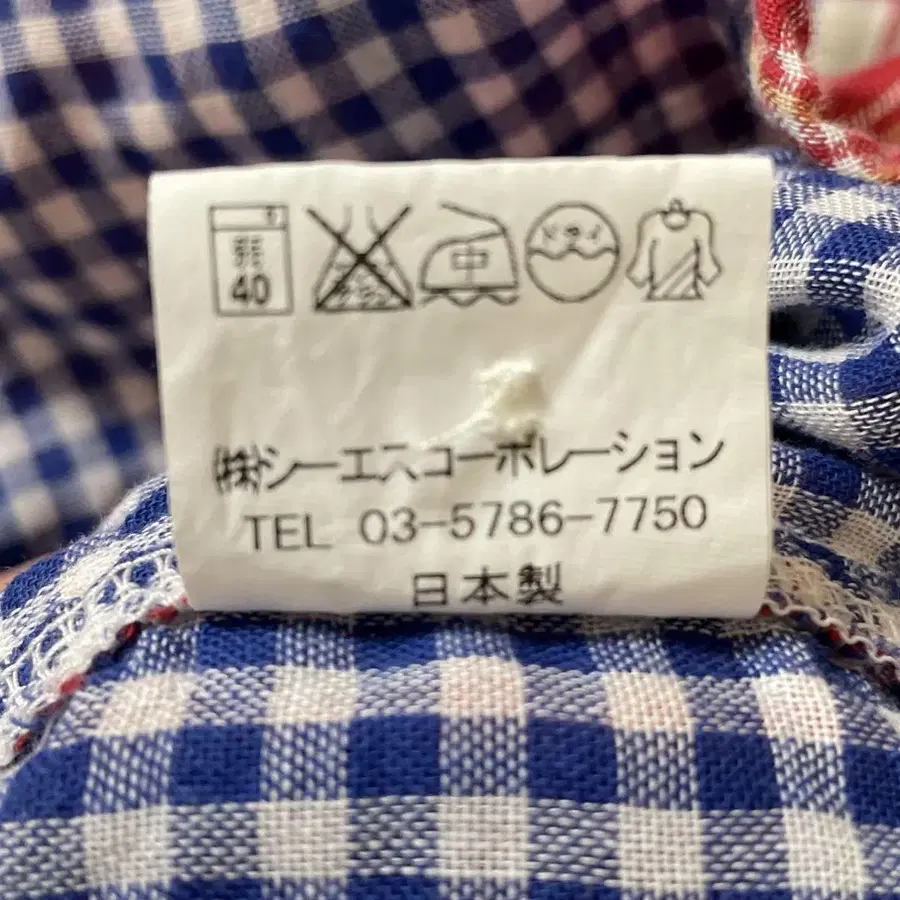 弱
40
中
ドライ
(株)シーエスコーポレーション
TEL 03-5786-7750
日本製